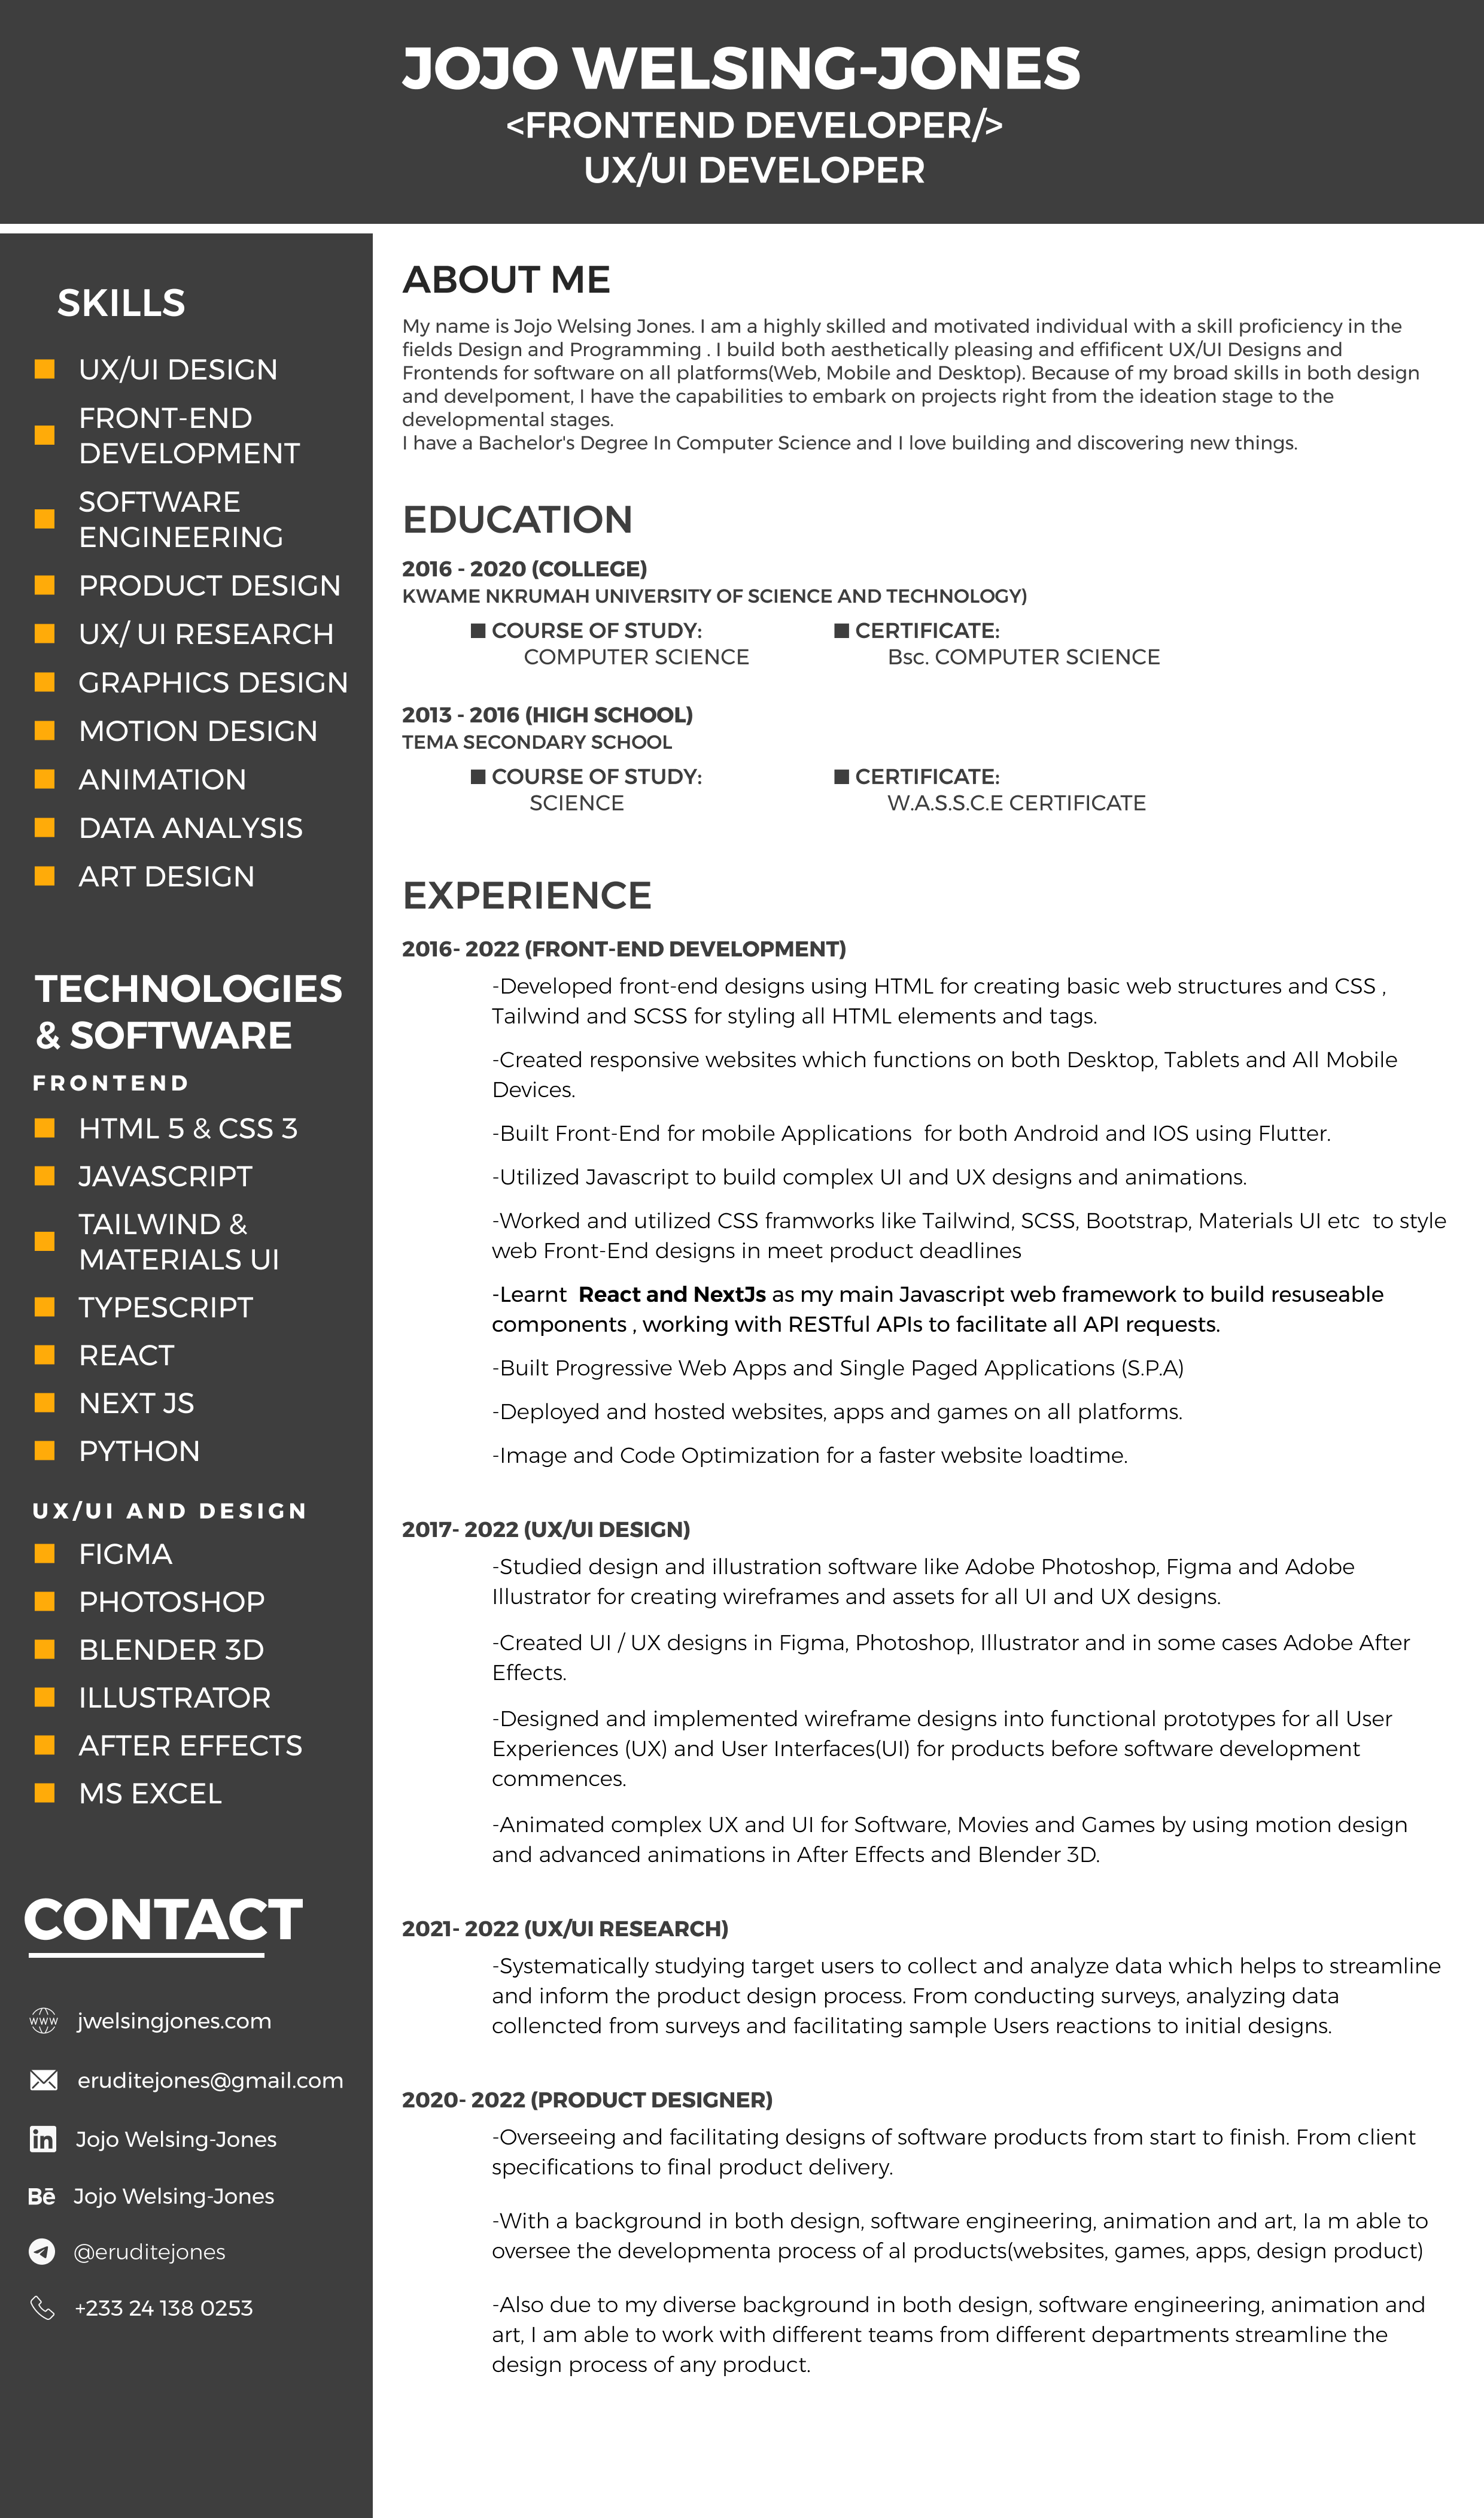 JOJO WELSING-JONES
<FRONTEND DEVELOPER/>
UX/UI DEVELOPER
SKILLS
UX/UI DESIGN
FRONT-END
DEVELOPMENT
SOFTWARE
ENGINEERING
PRODUCT DESIGN
UX/ UI RESEARCH
GRAPHICS DESIGN
MOTION DESIGN
ANIMATION
DATA ANALYSIS
ART DESIGN
TECHNOLOGIES
& SOFTWARE
FRONTEND
HTML 5 & CSS 3
JAVASCRIPT
TAILWIND &
MATERIALS UI
TYPESCRIPT
REACT
NEXT JS
PYTHON
UX/UI AND DESIGN
FIGMA
PHOTOSHOP
BLENDER 3D
ILLUSTRATOR
AFTER EFFECTS
MS EXCEL
CONTACT
WWW jwelsingjones.com
eruditejones@gmail.com
in Jojo Welsing-Jones
Bē Jojo Welsing-Jones
@eruditejones
+233 24 138 0253
ABOUT ME
My name is Jojo Welsing Jones. I am a highly skilled and motivated individual with a skill proficiency in the
fields Design and Programming . I build both aesthetically pleasing and effificent UX/UI Designs and
Frontends for software on all platforms(Web, Mobile and Desktop). Because of my broad skills in both design
and develpoment, I have the capabilities to embark on projects right from the ideation stage to the
developmental stages.
I have a Bachelor's Degree In Computer Science and I love building and discovering new things.
EDUCATION
2016 - 2020 (COLLEGE)
KWAME NKRUMAH UNIVERSITY OF SCIENCE AND TECHNOLOGY)
COURSE OF STUDY: CERTIFICATE:
COMPUTER SCIENCE Bsc. COMPUTER SCIENCE
2013 - 2016 (HIGH SCHOOL)
TEMA SECONDARY SCHOOL
COURSE OF STUDY: CERTIFICATE:
SCIENCE W.A.S.S.C.E CERTIFICATE
EXPERIENCE
2016- 2022 (FRONT-END DEVELOPMENT)
-Developed front-end designs using HTML for creating basic web structures and CSS ,
Tailwind and SCSS for styling all HTML elements and tags.
-Created responsive websites which functions on both Desktop, Tablets and All Mobile
Devices.
-Built Front-End for mobile Applications  for both Android and IOS using Flutter.
-Utilized Javascript to build complex UI and UX designs and animations.
-Worked and utilized CSS framworks like Tailwind, SCSS, Bootstrap, Materials UI etc  to style
web Front-End designs in meet product deadlines
-Learnt  React and NextJs as my main Javascript web framework to build resuseable
components , working with RESTful APIs to facilitate all API requests.
-Built Progressive Web Apps and Single Paged Applications (S.P.A)
-Deployed and hosted websites, apps and games on all platforms.
-Image and Code Optimization for a faster website loadtime.
2017- 2022 (UX/UI DESIGN)
-Studied design and illustration software like Adobe Photoshop, Figma and Adobe
Illustrator for creating wireframes and assets for all UI and UX designs.
-Created UI / UX designs in Figma, Photoshop, Illustrator and in some cases Adobe After
Effects.
-Designed and implemented wireframe designs into functional prototypes for all User
Experiences (UX) and User Interfaces(UI) for products before software development
commences.
-Animated complex UX and UI for Software, Movies and Games by using motion design
and advanced animations in After Effects and Blender 3D.
2021- 2022 (UX/UI RESEARCH)
-Systematically studying target users to collect and analyze data which helps to streamline
and inform the product design process. From conducting surveys, analyzing data
collencted from surveys and facilitating sample Users reactions to initial designs.
2020- 2022 (PRODUCT DESIGNER)
-Overseeing and facilitating designs of software products from start to finish. From client
specifications to final product delivery.
-With a background in both design, software engineering, animation and art, Ia m able to
oversee the developmenta process of al products(websites, games, apps, design product)
-Also due to my diverse background in both design, software engineering, animation and
art, I am able to work with different teams from different departments streamline the
design process of any product.